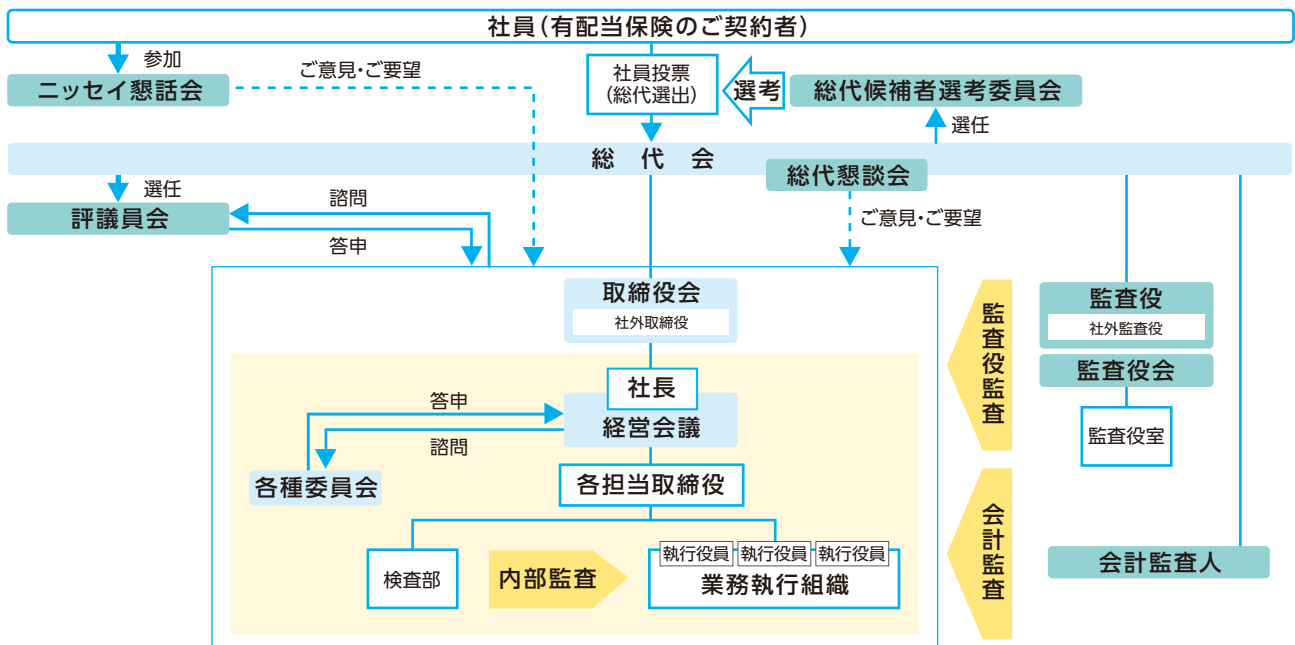 社員（有配当保険のご契約者）
参加
ニッセイ懇話会
ご意見・ご要望
社員投票
（総代選出）
選考
総代候補者選考委員会
選任
総 代 会
総代懇談会
選任
評議員会
諮問
答申
ご意見・ご要望
取締役会
社外取締役
社長
経営会議
答申
諮問
各種委員会
各担当取締役
検査部
内部監査
執行役員
執行役員
執行役員
業務執行組織
監査役監査
会計監査
監査役
社外監査役
監査役会
監査役室
会計監査人